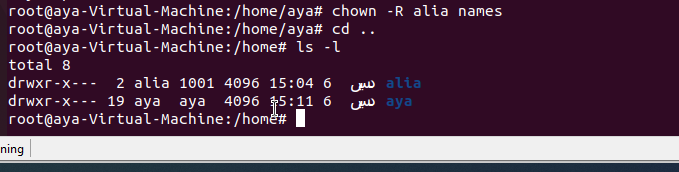 root@aya-Virtual-Machine:/home/aya# chown -R alia names
root@aya-Virtual-Machine:/home/aya# cd ..
root@aya-Virtual-Machine:/home# ls -l
total 8
drwxr-x--- 2 alia 1001 4096 15:04 6 alia
drwxr-x--- 19 aya aya 4096 15:11 6 aya
root@aya-Virtual-Machine:/home#
ning